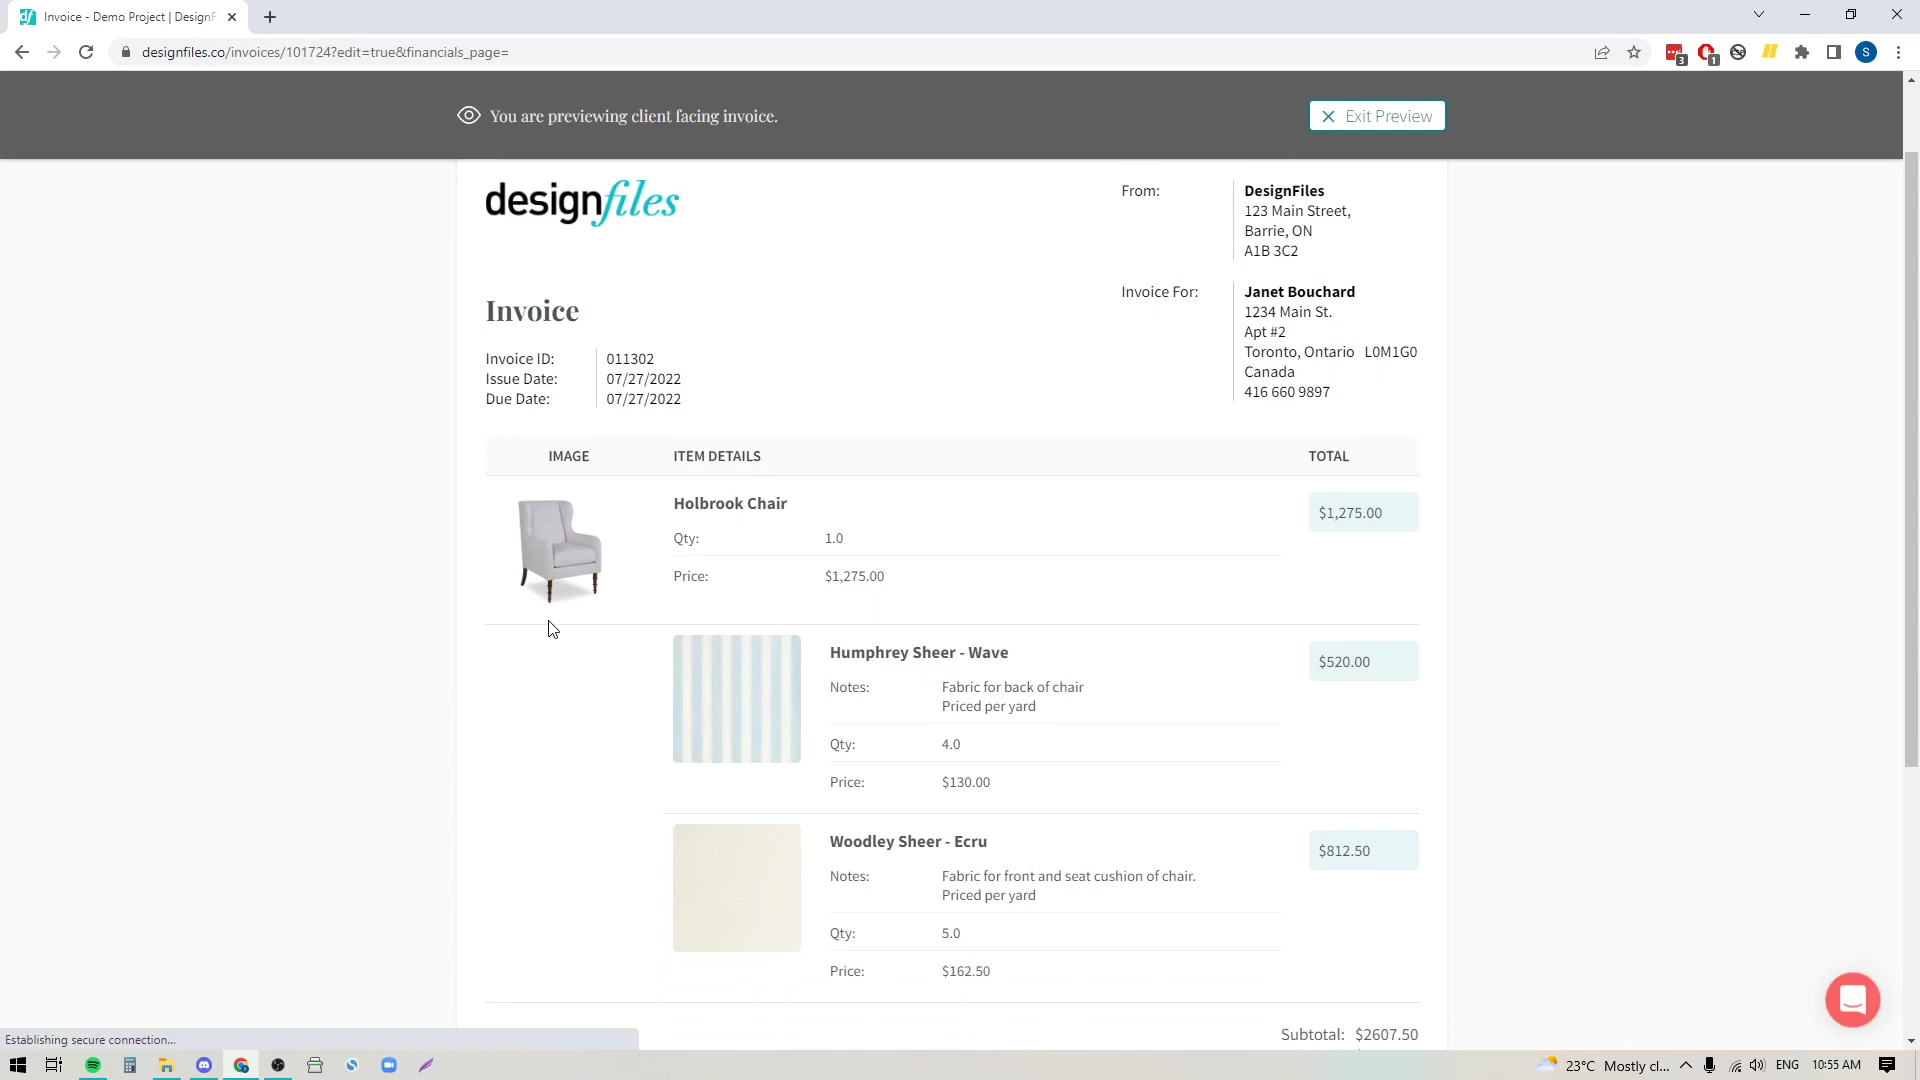 Invoice - Demo Project | DesignF
designfiles.co/invoices/101724?edit=true&financials_page=
3
1
S
You are previewing client facing invoice.
Exit Preview
designfiles
From:
DesignFiles
123 Main Street,
Barrie, ON
A1B 3C2
Invoice
Invoice For:
Janet Bouchard
1234 Main St.
Apt #2
Toronto, Ontario L0M1G0
Canada
416 660 9897
Invoice ID: 011302
Issue Date: 07/27/2022
Due Date: 07/27/2022
IMAGE ITEM DETAILS TOTAL
Holbrook Chair
$1,275.00
Qty: 1.0
Price: $1,275.00
Humphrey Sheer - Wave
$520.00
Notes: Fabric for back of chair
Priced per yard
Qty: 4.0
Price: $130.00
Woodley Sheer - Ecru
$812.50
Notes: Fabric for front and seat cushion of chair.
Priced per yard
Qty: 5.0
Price: $162.50
Subtotal: $2607.50
Establishing secure connection...
23°C Mostly cl... ENG 10:55 AM